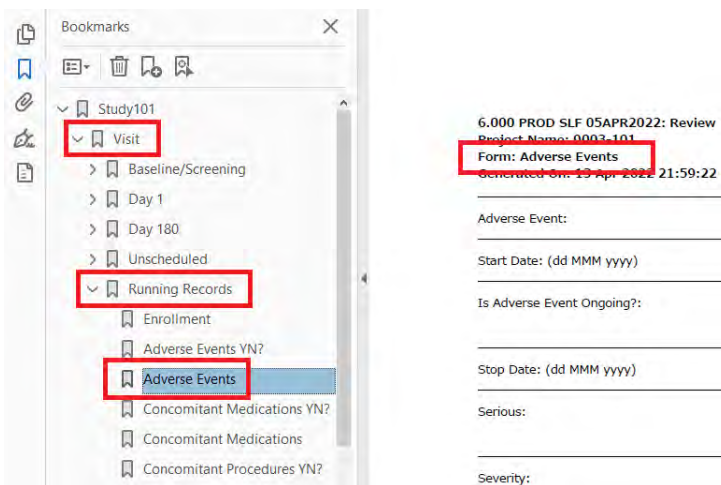 Bookmarks
Study101
Visit
Baseline/Screening
Day 1
Day 180
Unscheduled
Running Records
Enrollment
Adverse Events YN?
Adverse Events
Concomitant Medications YN?
Concomitant Medications
Concomitant Procedures YN?
6.000 PROD SLF 05APR2022: Review
Project Name: 0003-101
Form: Adverse Events
Generated On: 13 Apr 2022 21:59:22
Adverse Event:
Start Date: (dd MMM yyyy)
Is Adverse Event Ongoing?:
Stop Date: (dd MMM yyyy)
Serious:
Severity: